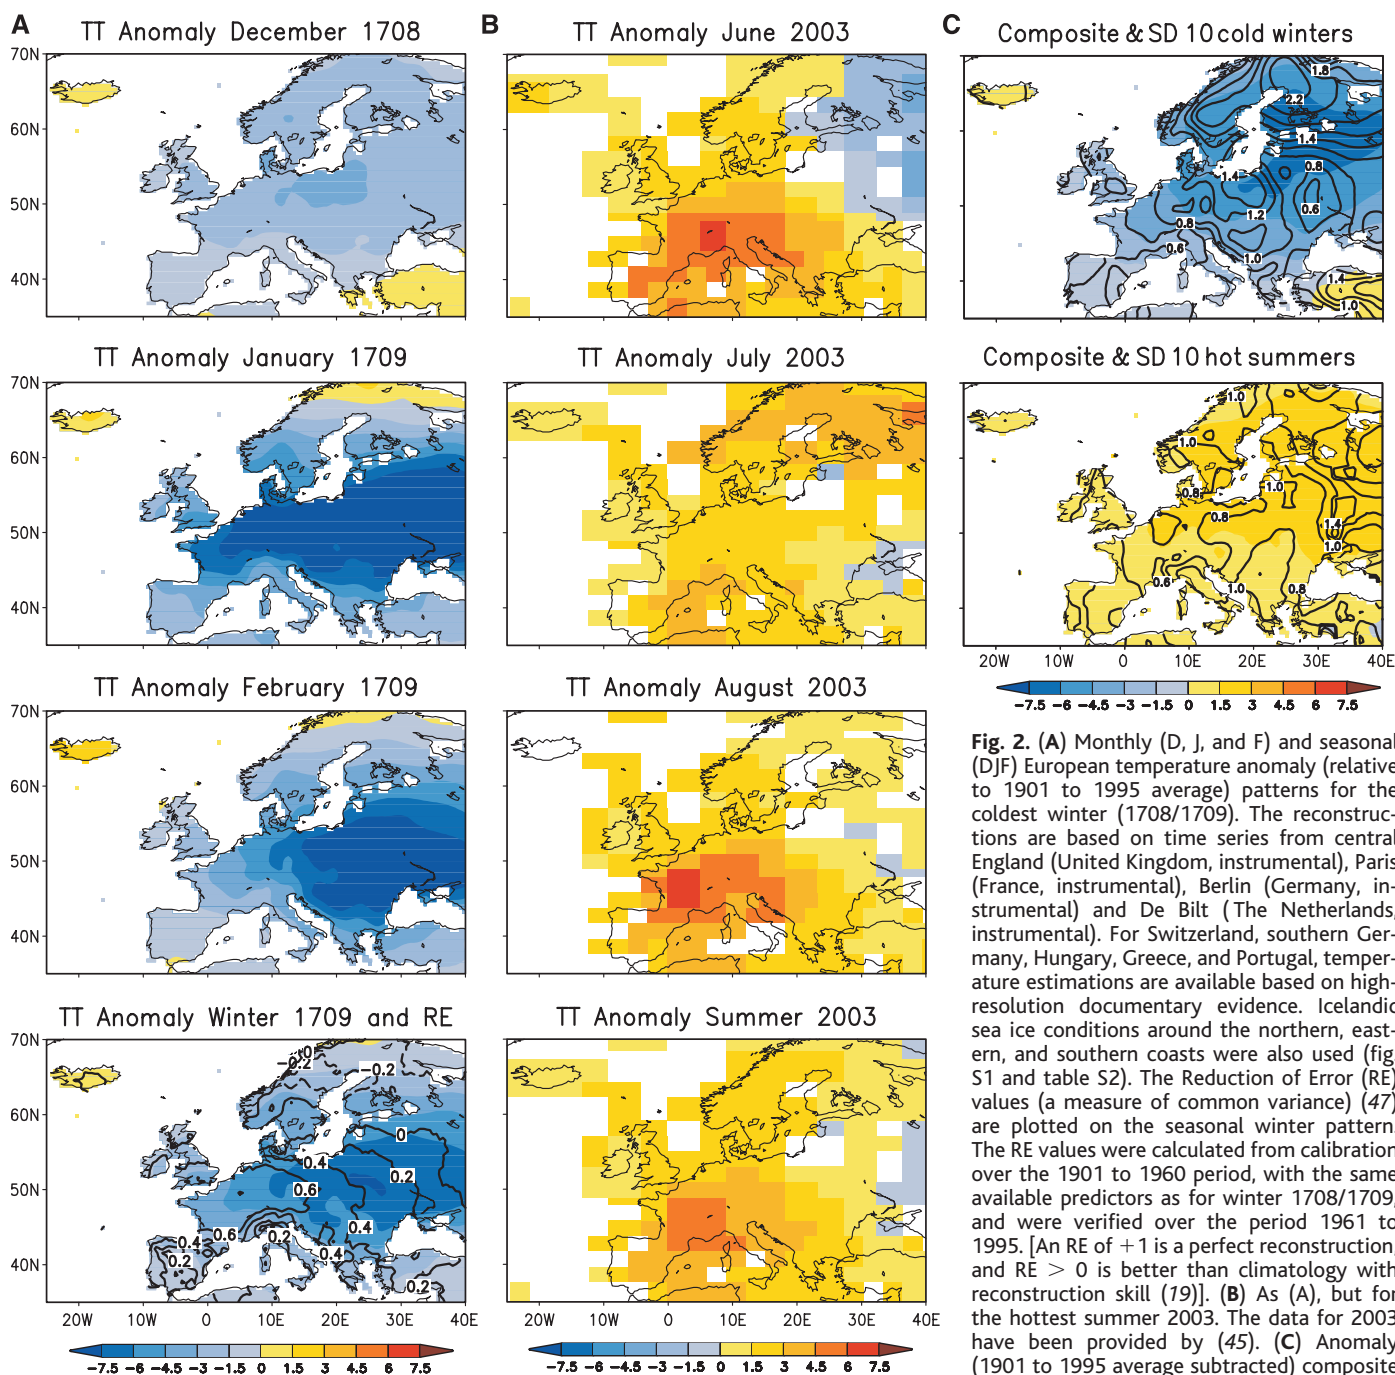 A
TT Anomaly December 1708
70N
60N
50N
40N
TT Anomaly January 1709
70N
60N
50N
40N
TT Anomaly February 1709
70N
60N
50N
40N
TT Anomaly Winter 1709 and RE
70N
60N
50N
40N
0
-0.2
-0.2
0
0.4
0.2
0.6
0.4
0.6
0.4
0.2
0.2
0.4
0.2
20W 10W 0 10E 20E 30E 40E
-7.5 -6 -4.5 -3 -1.5 0 1.5 3 4.5 6 7.5
B
TT Anomaly June 2003
TT Anomaly July 2003
TT Anomaly August 2003
TT Anomaly Summer 2003
20W 10W 0 10E 20E 30E 40E
-7.5 -6 -4.5 -3 -1.5 0 1.5 3 4.5 6 7.5
C
Composite & SD 10 cold winters
1.8
2.2
1.4
0.8
1.4
0.6
1.2
0.8
0.6
1.0
1.4
1.0
Composite & SD 10 hot summers
1.0
1.0
1.0
0.8
0.8
1.4
1.0
0.6
1.0
0.8
20W 10W 0 10E 20E 30E 40E
-7.5 -6 -4.5 -3 -1.5 0 1.5 3 4.5 6 7.5
Fig. 2. (A) Monthly (D, J, and F) and seasonal
(DJF) European temperature anomaly (relative
to 1901 to 1995 average) patterns for the
coldest winter (1708/1709). The reconstruc-
tions are based on time series from central
England (United Kingdom, instrumental), Paris
(France, instrumental), Berlin (Germany, in-
strumental) and De Bilt (The Netherlands,
instrumental). For Switzerland, southern Ger-
many, Hungary, Greece, and Portugal, temper-
ature estimations are available based on high-
resolution documentary evidence. Icelandic
sea ice conditions around the northern, east-
ern, and southern coasts were also used (fig.
S1 and table S2). The Reduction of Error (RE)
values (a measure of common variance) (47)
are plotted on the seasonal winter pattern.
The RE values were calculated from calibration
over the 1901 to 1960 period, with the same
available predictors as for winter 1708/1709,
and were verified over the period 1961 to
1995. [An RE of +1 is a perfect reconstruction,
and RE > 0 is better than climatology with
reconstruction skill (19)]. (B) As (A), but for
the hottest summer 2003. The data for 2003
have been provided by (45). (C) Anomaly
(1901 to 1995 average subtracted) composite